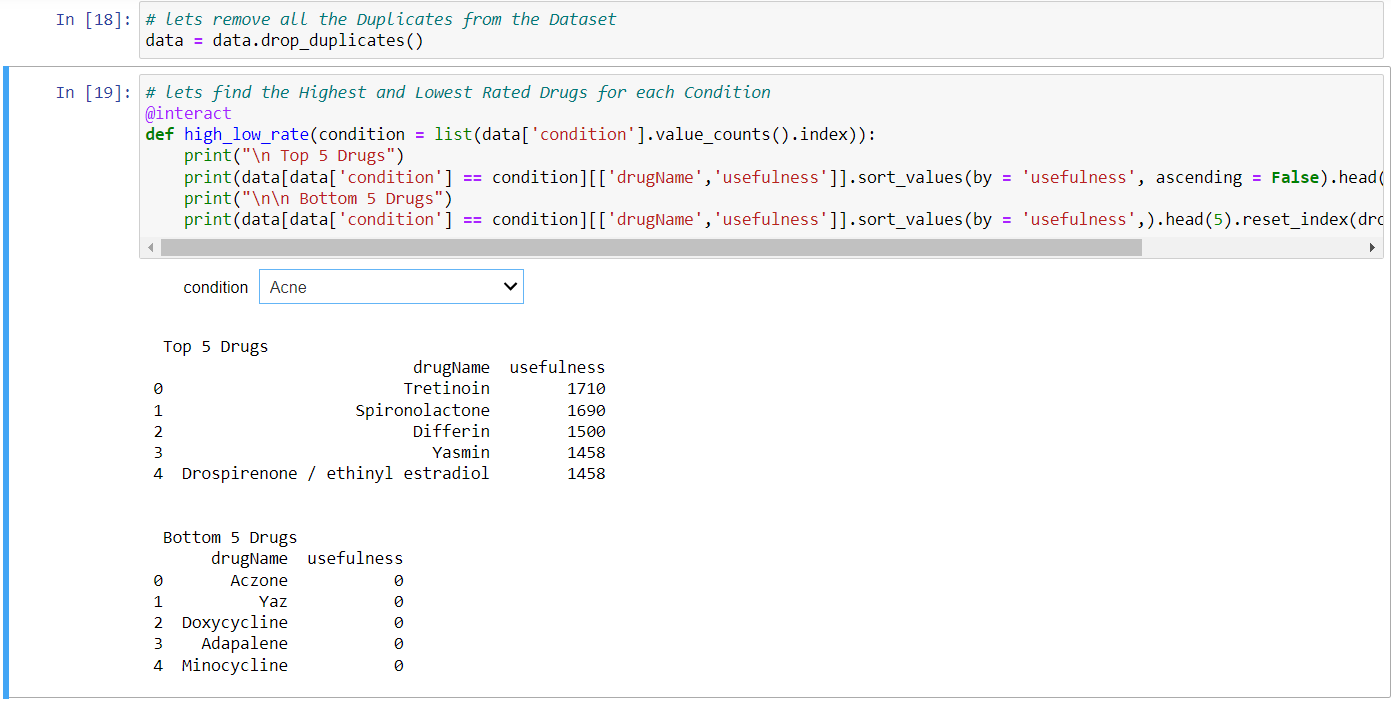 In [18]: # lets remove all the Duplicates from the Dataset
data = data.drop_duplicates()
In [19]: # lets find the Highest and Lowest Rated Drugs for each Condition
@interact
def high_low_rate(condition = list(data['condition'].value_counts().index)):
    print("\n Top 5 Drugs")
    print(data[data['condition'] == condition][['drugName','usefulness']].sort_values(by = 'usefulness', ascending = False).head(
    print("\n\n Bottom 5 Drugs")
    print(data[data['condition'] == condition][['drugName','usefulness']].sort_values(by = 'usefulness',).head(5).reset_index(
condition Acne
Top 5 Drugs
drugName usefulness
0 Tretinoin 1710
1 Spironolactone 1690
2 Differin 1500
3 Yasmin 1458
4 Drospirenone / ethinyl estradiol 1458
Bottom 5 Drugs
drugName usefulness
0 Aczone 0
1 Yaz 0
2 Doxycycline 0
3 Adapalene 0
4 Minocycline 0